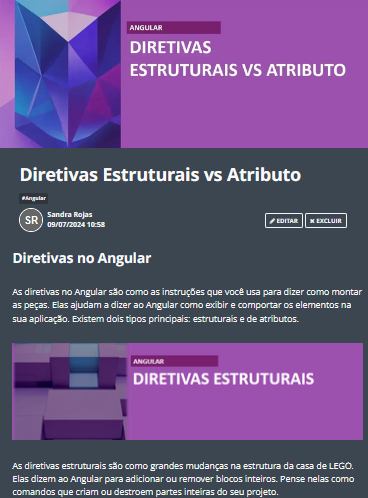 ANGULAR
DIRETIVAS
ESTRUTURAIS VS ATRIBUTO
Diretivas Estruturais vs Atributo
#Angular
SR
Sandra Rojas
09/07/2024 10:58
EDITAR
EXCLUIR
Diretivas no Angular
As diretivas no Angular são como as instruções que você usa para dizer como montar
as peças. Elas ajudam a dizer ao Angular como exibir e comportar os elementos na
sua aplicação. Existem dois tipos principais: estruturais e de atributos.
ANGULAR
DIRETIVAS ESTRUTURAIS
As diretivas estruturais são como grandes mudanças na estrutura da casa de LEGO.
Elas dizem ao Angular para adicionar ou remover blocos inteiros. Pense nelas como
comandos que criam ou destroem partes inteiras do seu projeto.